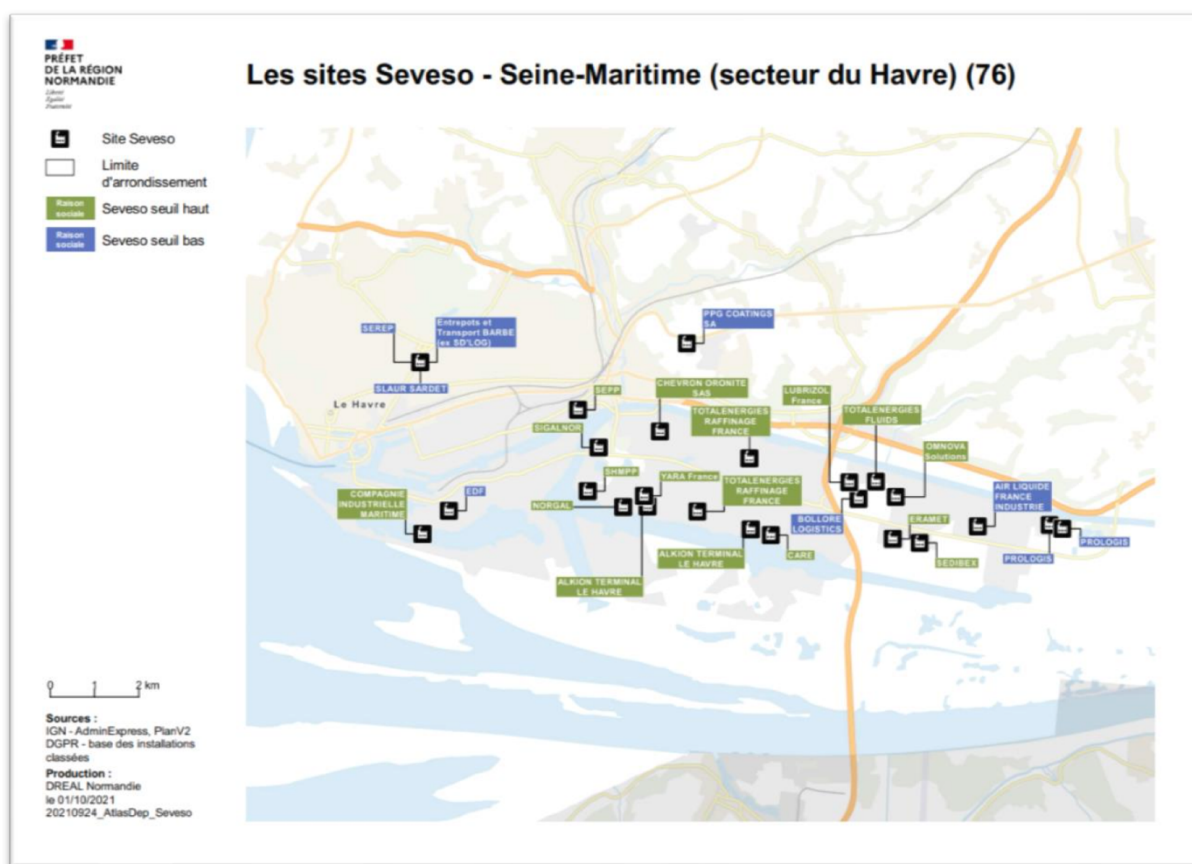 PRÉFET
DE LA RÉGION
NORMANDIE
Liberté
Égalité
Fraternité
Les sites Seveso - Seine-Maritime (secteur du Havre) (76)
Site Seveso
Limite
d'arrondissement
Raison
sociale
Seveso seuil haut
Raison
sociale
Seveso seuil bas
SEREP
Entrepots et
Transport BARBE
(ex SD'LOG)
SLAUR SARDET
Le Havre
PPG COATINGS
SA
SEPP
CHEVRON ORONITE
SAS
LUBRIZOL
France
TOTALENERGIES
RAFFINAGE
FRANCE
TOTALENERGIES
FLUIDS
SIGALNOR
OMNOVA
Solutions
SHMPP
YARA France
TOTALENERGIES
RAFFINAGE
FRANCE
AIR LIQUIDE
FRANCE
INDUSTRIE
COMPAGNIE
INDUSTRIELLE
MARITIME
EDF
NORGAL
BOLLORE
LOGISTICS
ERAMET
PROLOGIS
ALKION TERMINAL
LE HAVRE
CARE
SEDIBEX
PROLOGIS
ALKION TERMINAL
LE HAVRE
0 1 2 km
Sources :
IGN - AdminExpress, PlanV2
DGPR - base des installations
classées
Production :
DREAL Normandie
le 01/10/2021
20210924_AtlasDep_Seveso